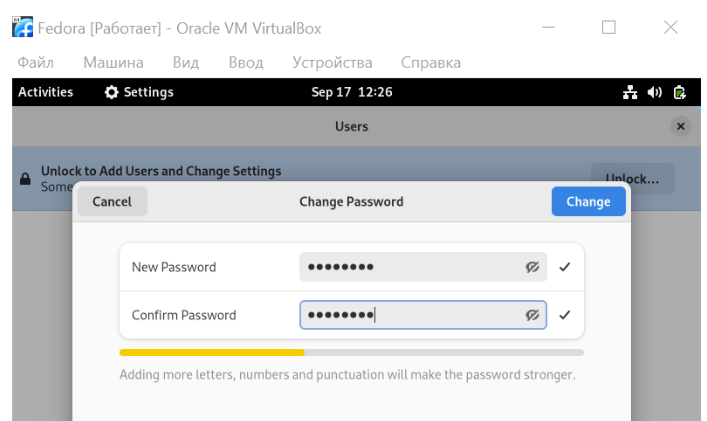 Fedora [Работает] - Oracle VM VirtualBox
Файл Машина Вид Ввод Устройства Справка
Activities Settings Sep 17 12:26
Users
Unlock to Add Users and Change Settings
Some
Unlock...
Cancel Change Password Change
New Password ●●●●●●●●
Confirm Password ●●●●●●●●
Adding more letters, numbers and punctuation will make the password stronger.